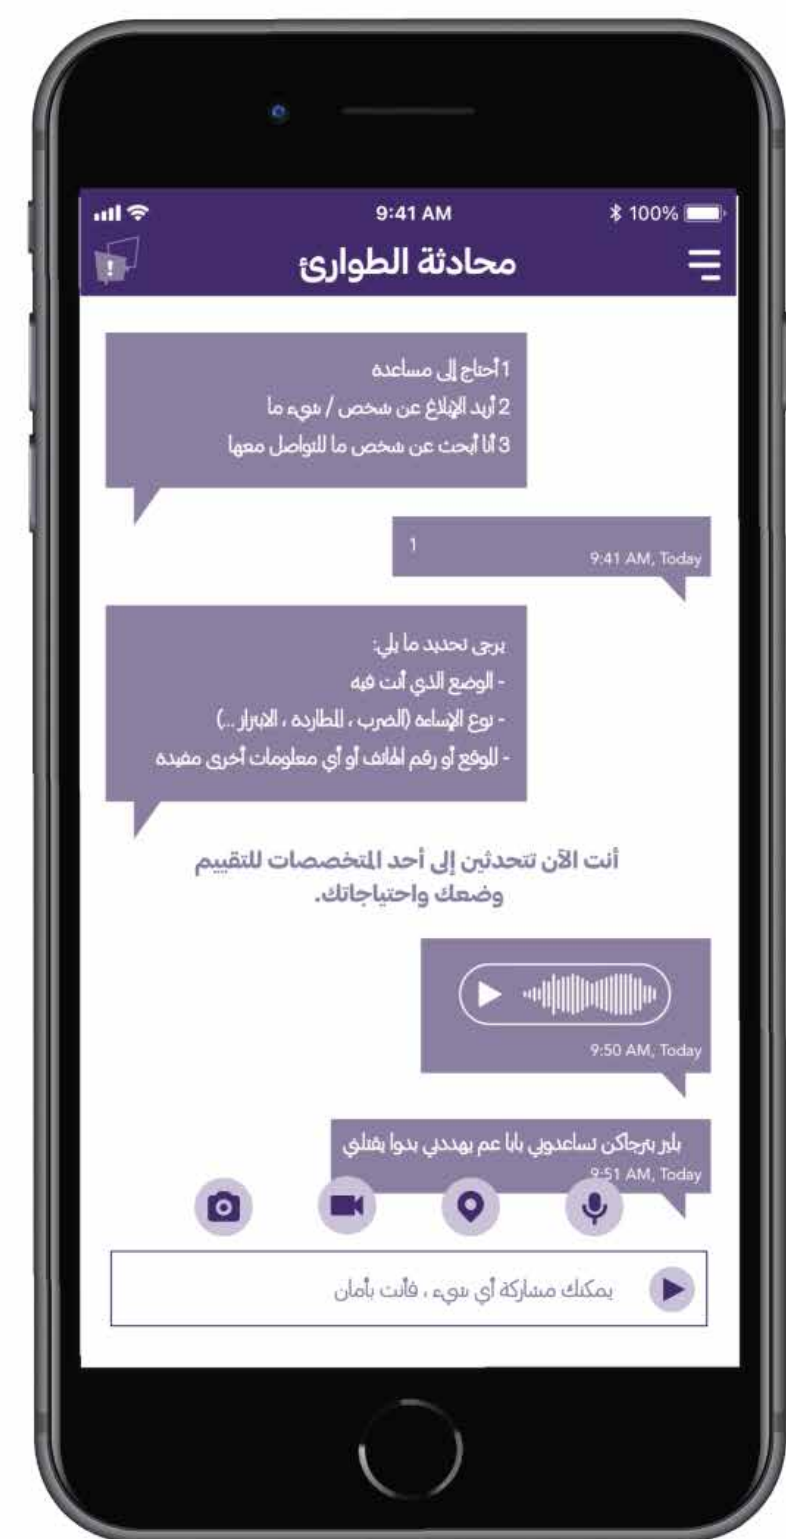 9:41 AM
100%
محادثة الطوارئ
1 أحتاج إلى مساعدة
2 أريد الإبلاغ عن شخص / شيء ما
3 أنا أبحث عن شخص ما للتواصل معها
1
9:41 AM, Today
يرجى تحديد ما يلي:
- الوضع الذي أنت فيه
- نوع الإساءة (الضرب ، المطاردة ، الابتزاز ...)
- الموقع أو رقم الهاتف أو أي معلومات أخرى مفيدة
أنت الآن تتحدثين إلى أحد المتخصصات للتقييم
وضعك واحتياجاتك.
9:50 AM, Today
بليز بترجاكن تساعدوني بابا عم يهددني بدوا يقتلني
9:51 AM, Today
يمكنك مشاركة أي شيء ، فأنت بأمان